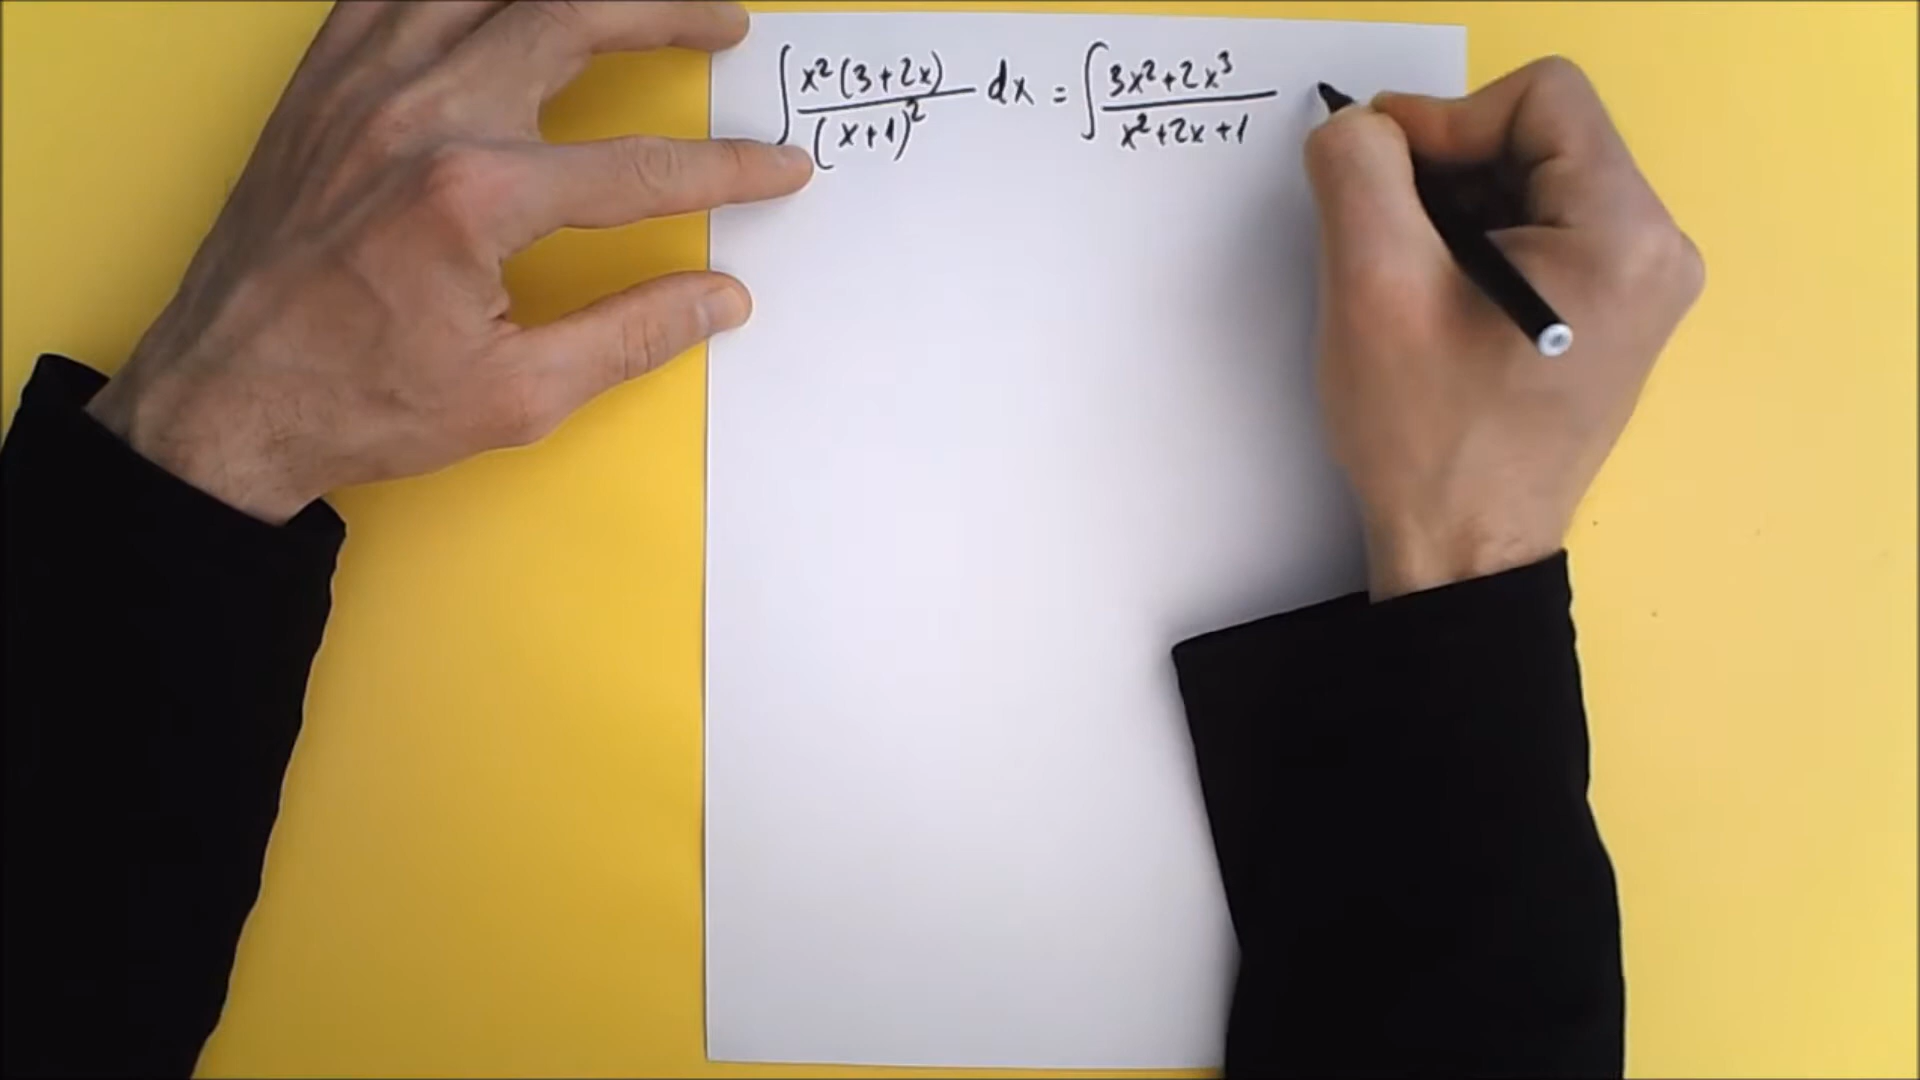 ∫ x²(3+2x) / (x+1)² dx = ∫ 3x²+2x³ / x²+2x+1